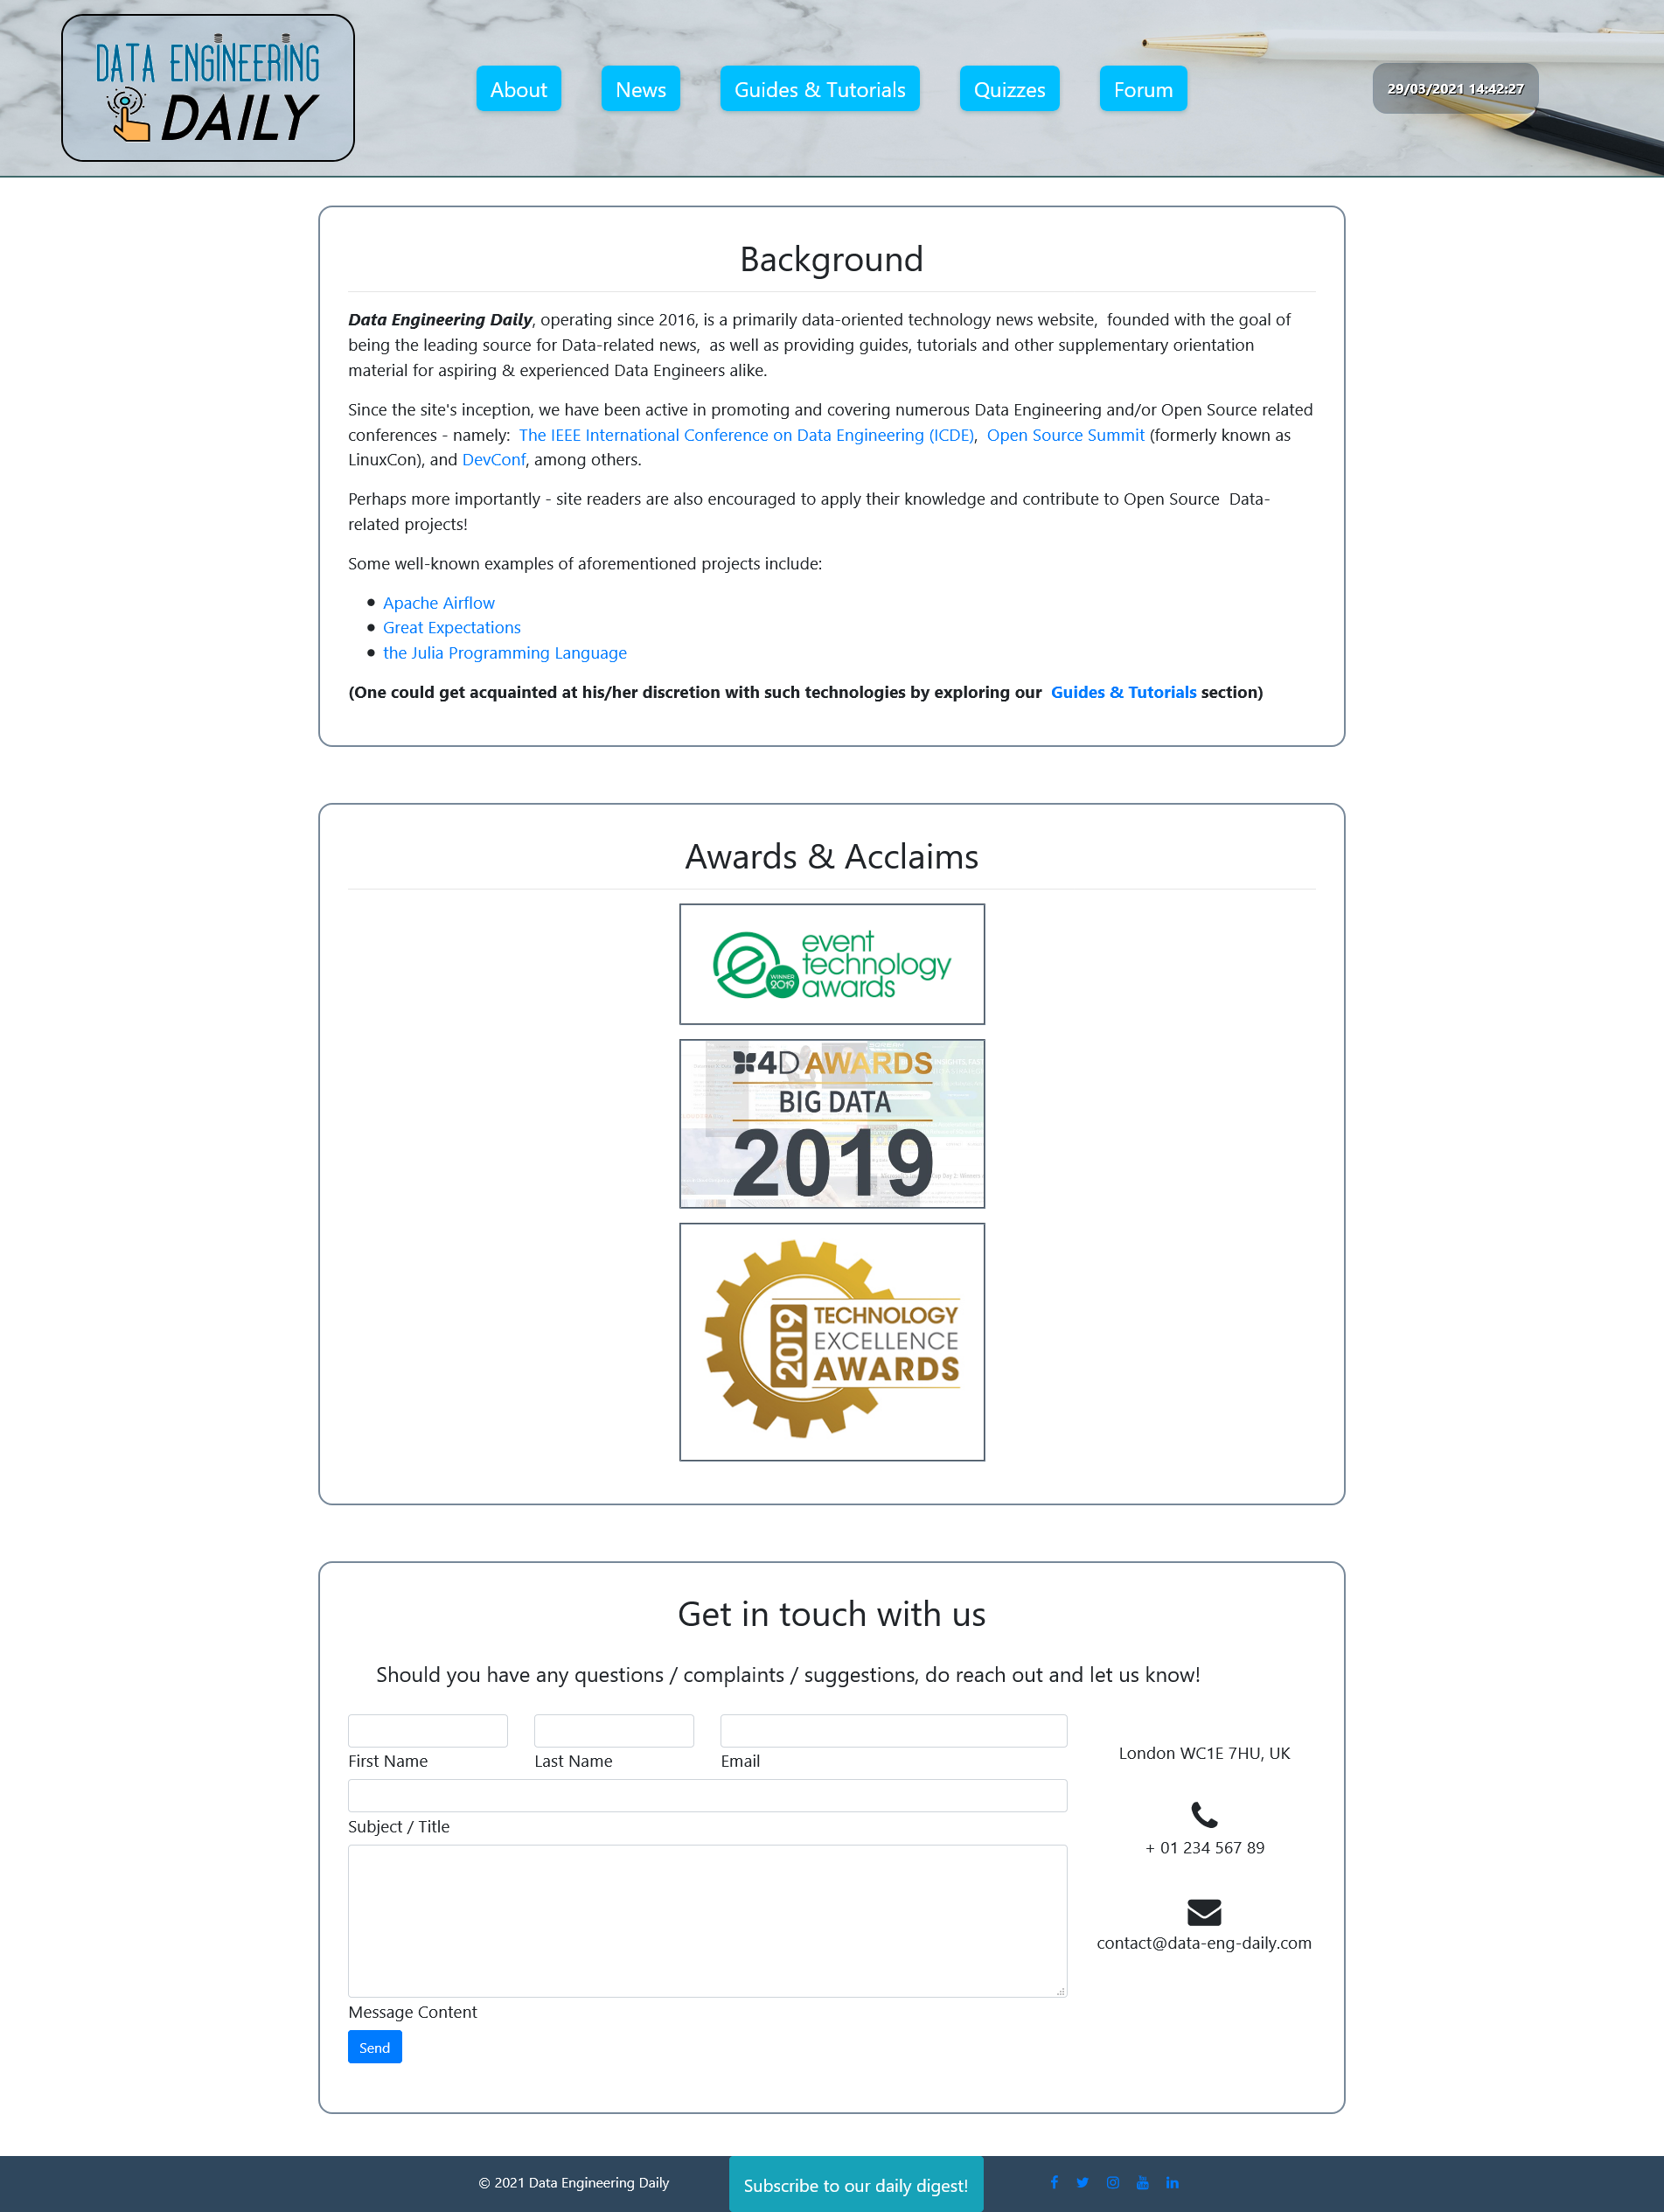 DATA ENGINEERING
DAILY
About
News
Guides & Tutorials
Quizzes
Forum
29/03/2021 14:42:27
Background
Data Engineering Daily, operating since 2016, is a primarily data-oriented technology news website, founded with the goal of
being the leading source for Data-related news, as well as providing guides, tutorials and other supplementary orientation
material for aspiring & experienced Data Engineers alike.
Since the site's inception, we have been active in promoting and covering numerous Data Engineering and/or Open Source related
conferences - namely: The IEEE International Conference on Data Engineering (ICDE), Open Source Summit (formerly known as
LinuxCon), and DevConf, among others.
Perhaps more importantly - site readers are also encouraged to apply their knowledge and contribute to Open Source Data-
related projects!
Some well-known examples of aforementioned projects include:
Apache Airflow
Great Expectations
the Julia Programming Language
(One could get acquainted at his/her discretion with such technologies by exploring our Guides & Tutorials section)
Awards & Acclaims
event
technology
awards
WINNER
2019
4D AWARDS
BIG DATA
2019
2019
TECHNOLOGY
EXCELLENCE
AWARDS
Get in touch with us
Should you have any questions / complaints / suggestions, do reach out and let us know!
First Name
Last Name
Email
Subject / Title
Message Content
Send
London WC1E 7HU, UK
+ 01 234 567 89
contact@data-eng-daily.com
© 2021 Data Engineering Daily
Subscribe to our daily digest!